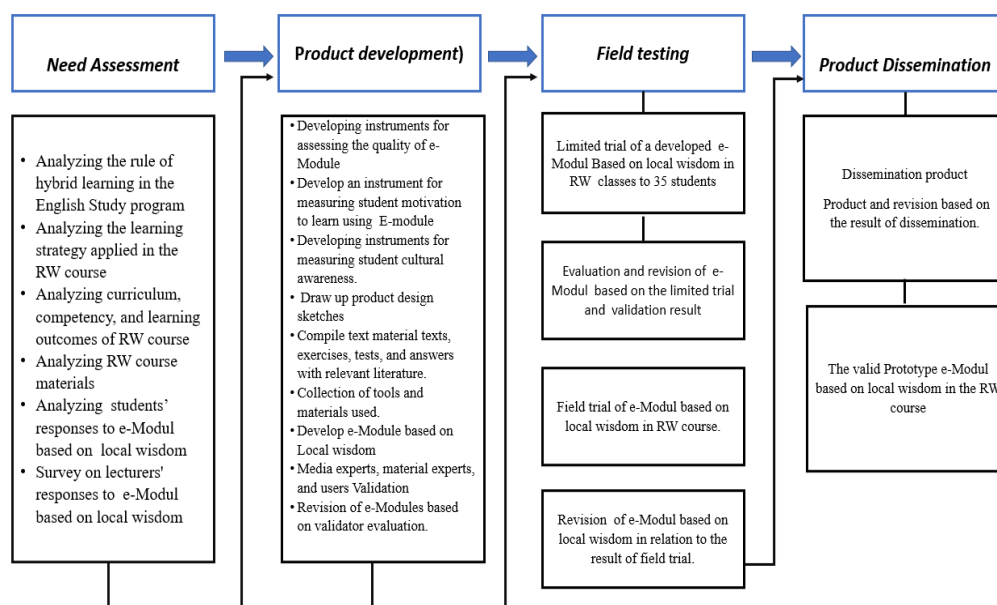 Need Assessment
Product development)
Field testing
Product Dissemination
• Analyzing the rule of
hybrid learning in the
English Study program
• Analyzing the learning
strategy applied in the
RW course
• Analyzing curriculum,
competency, and learning
outcomes of RW course
• Analyzing RW course
materials
• Analyzing students’
responses to e-Modul
based on local wisdom
• Survey on lecturers'
responses to e-Modul
based on local wisdom
• Developing instruments for
assessing the quality of e-
Module
• Develop an instrument for
measuring student motivation
to learn using E-module
• Developing instruments for
measuring student cultural
awareness.
• Draw up product design
sketches
• Compile text material texts,
exercises, tests, and answers
with relevant literature.
• Collection of tools and
materials used.
• Develop e-Module based on
Local wisdom
• Media experts, material experts,
and users Validation
• Revision of e-Modules based
on validator evaluation.
Limited trial of a developed e-
Modul Based on local wisdom in
RW classes to 35 students
Evaluation and revision of e-
Modul based on the limited trial
and validation result
Field trial of e-Modul based on
local wisdom in RW course.
Revision of e-Modul based on
local wisdom in relation to the
result of field trial.
Dissemination product
Product and revision based on
the result of dissemination.
The valid Prototype e-Modul
based on local wisdom in the RW
course